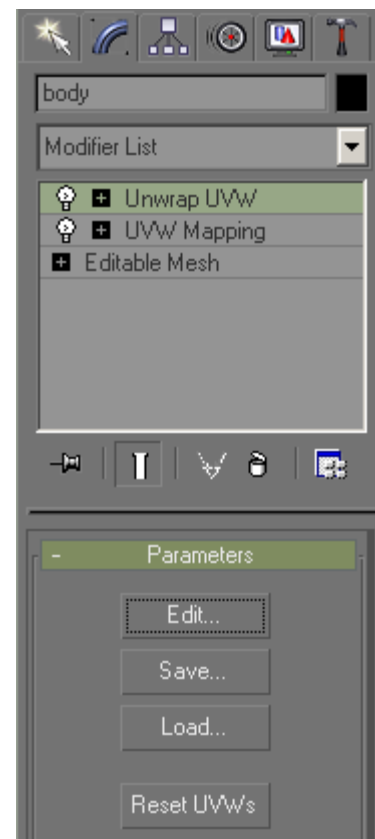 body
Modifier List
Unwrap UVW
UVW Mapping
Editable Mesh
- Parameters
Edit...
Save...
Load...
Reset UVWs